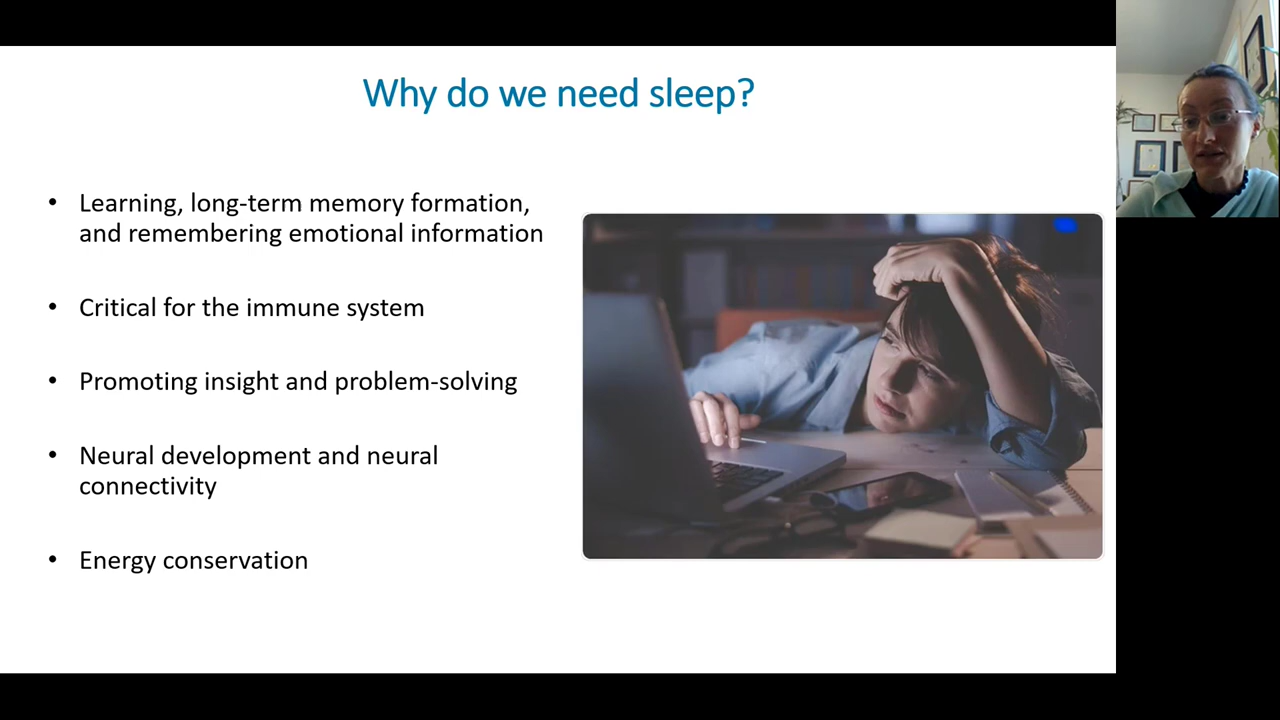 Why do we need sleep?
• Learning, long-term memory formation,
and remembering emotional information
• Critical for the immune system
• Promoting insight and problem-solving
• Neural development and neural
connectivity
• Energy conservation